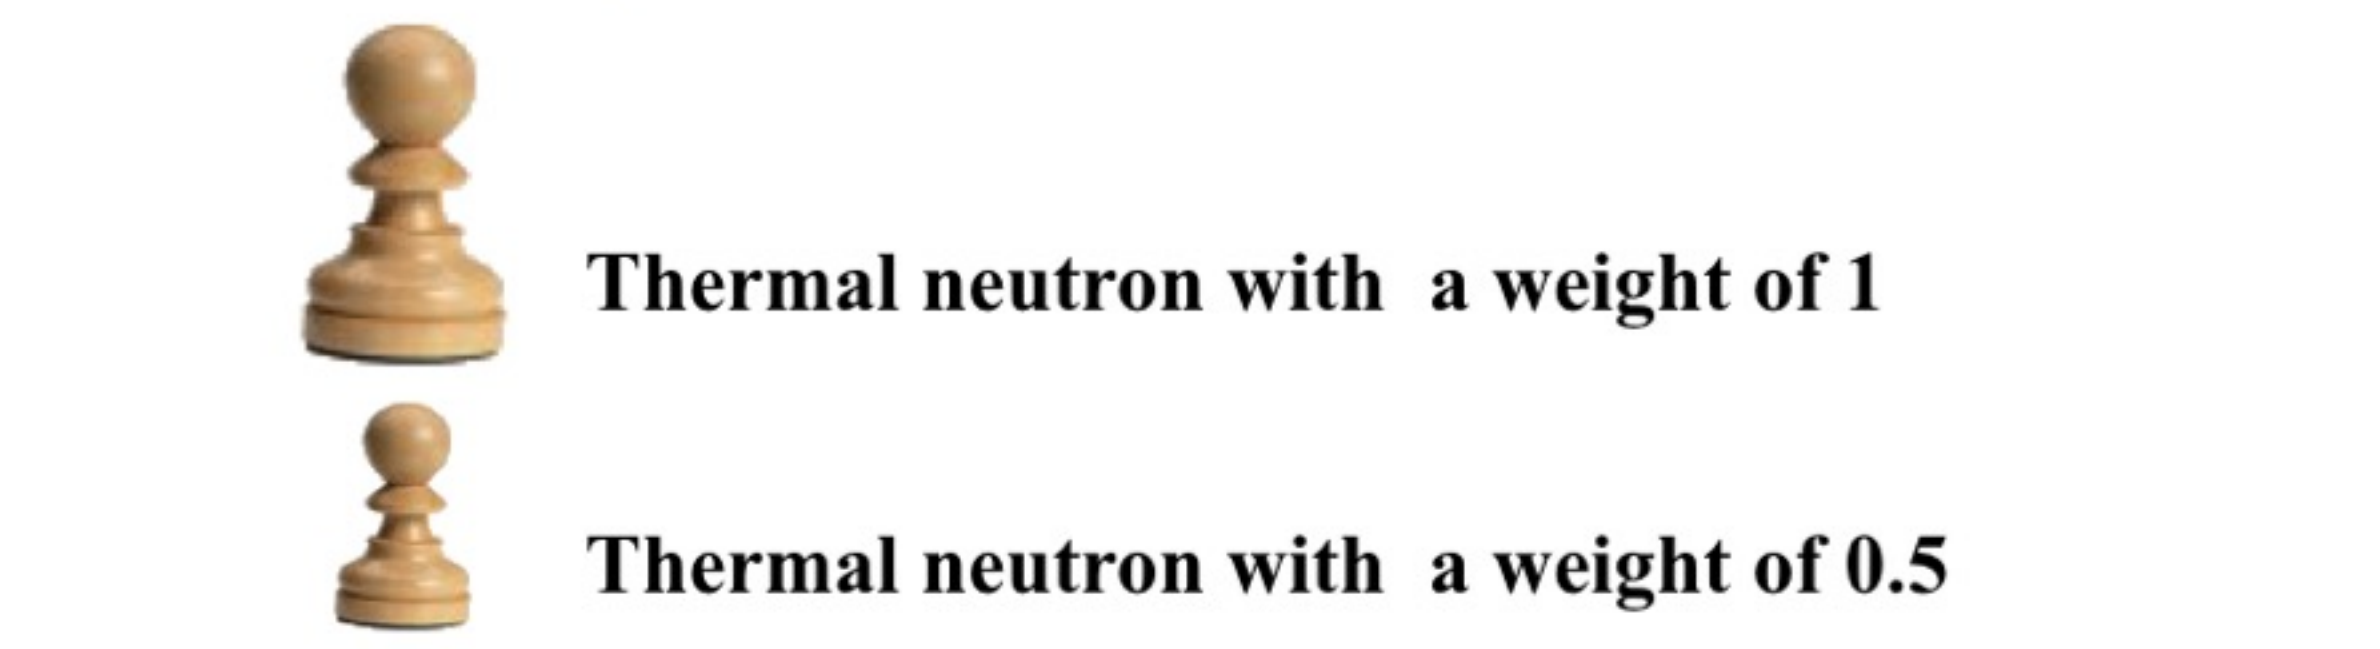 Thermal neutron with a weight of 1
Thermal neutron with a weight of 0.5